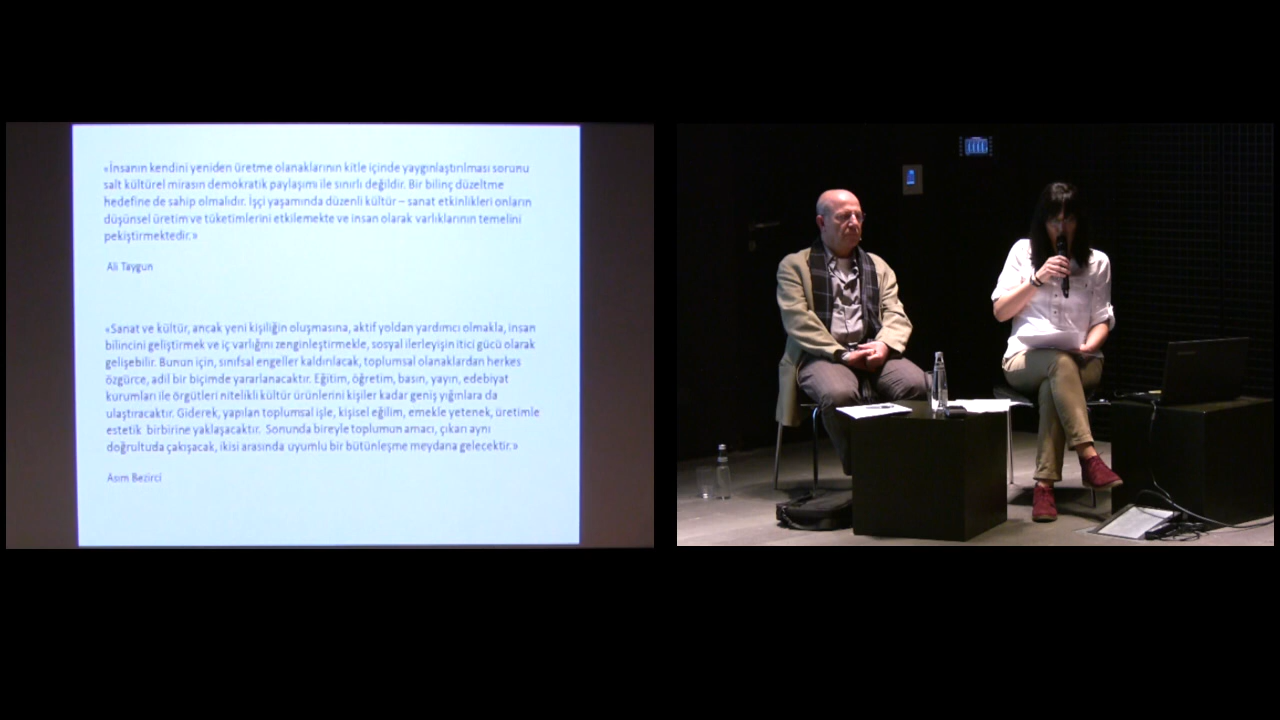 «İnsanın kendini yeniden üretme olanaklarının kitle içinde yaygınlaştırılması sorunu
salt kültürel mirasın demokratik paylaşımı ile sınırlı değildir. Bir bilinç düzeltme
hedefine de sahip olmalıdır. İşçi yaşamında düzenli kültür – sanat etkinlikleri onların
düşünsel üretim ve tüketimlerini etkilemekte ve insan olarak varlıklarının temelini
pekiştirmektedir.»
Ali Taygun
«Sanat ve kültür, ancak yeni kişiliğin oluşmasına, aktif yoldan yardımcı olmakla, insan
bilincini geliştirmek ve iç varlığını zenginleştirmekle, sosyal ilerleyişin itici gücü olarak
gelişebilir. Bunun için, sınıfsal engeller kaldırılacak, toplumsal olanaklardan herkes
özgürce, adil bir biçimde yararlanacaktır. Eğitim, öğretim, basın, yayın, edebiyat
kurumları ile örgütleri nitelikli kültür ürünlerini kişiler kadar geniş yığınlara da
ulaştıracaktır. Giderek, yapılan toplumsal işle, kişisel eğilim, emekle yetenek, üretimle
estetik birbirine yaklaşacaktır. Sonunda bireyle toplumun amacı, çıkarı aynı
doğrultuda çakışacak, ikisi arasında uyumlu bir bütünleşme meydana gelecektir.»
Asım Bezirci